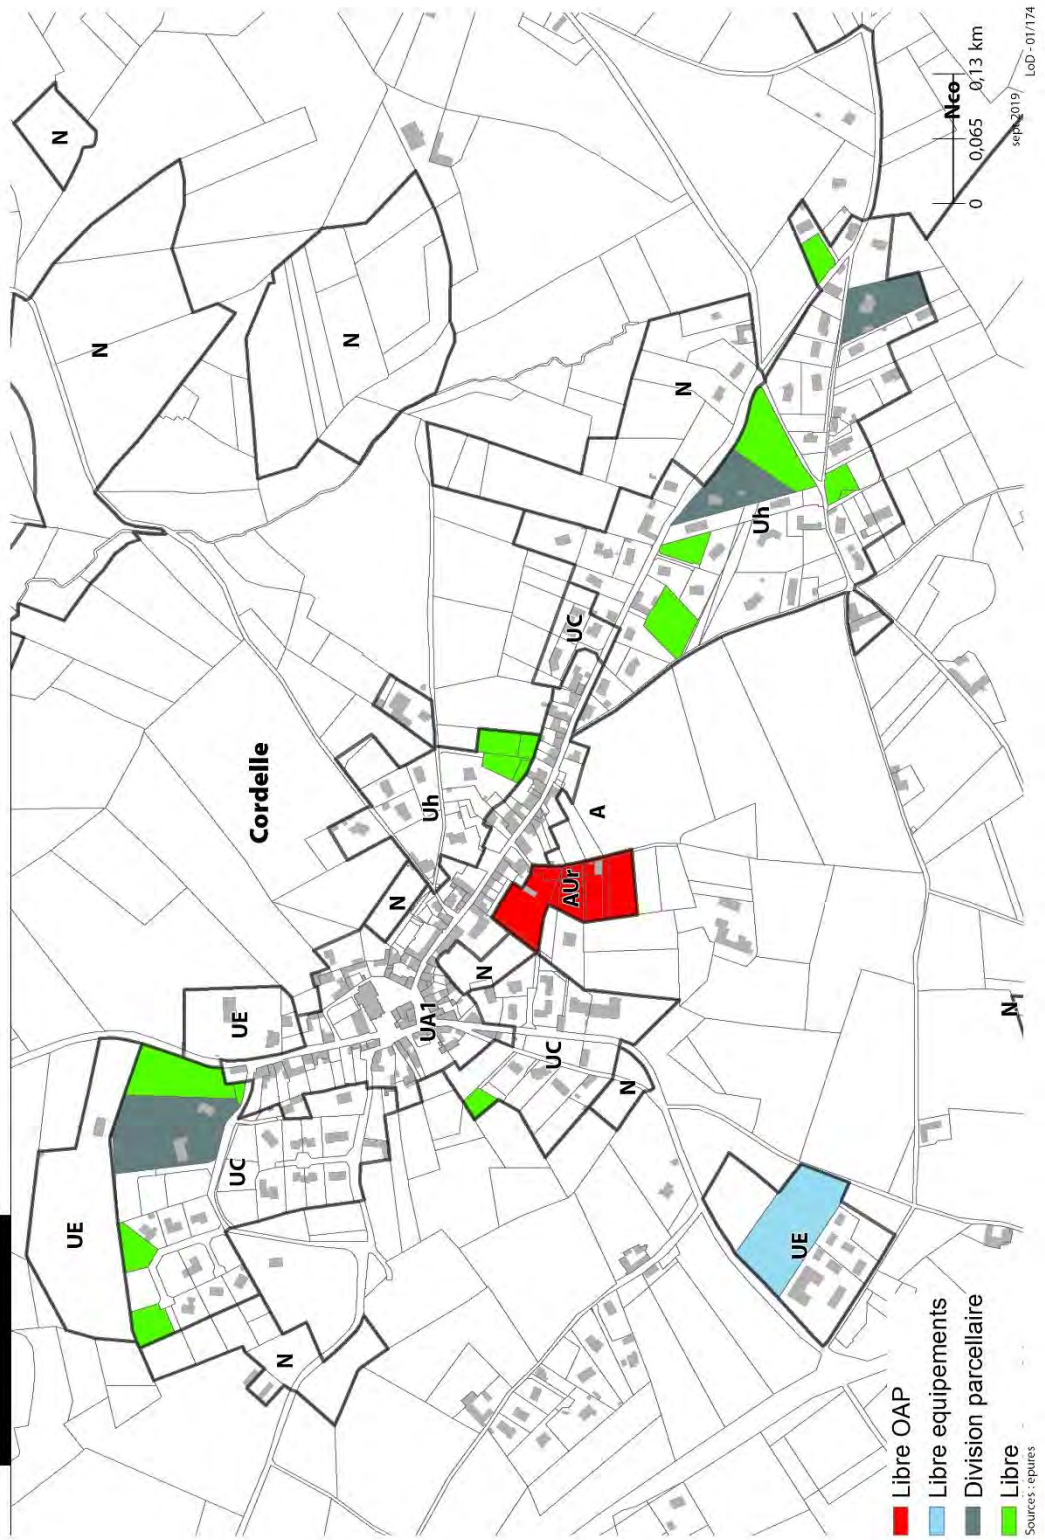 N
UE
N
UE
UC
Cordelle
N
N
N
UA1
Uh
N
UC
AUr
UC
A
N
N
Uh
UE
Libre OAP
Libre equipements
Division parcellaire
Libre
Sources : epures
N
Nco
0 0,065 0,13 km
sept.2019
LoD - 01/174